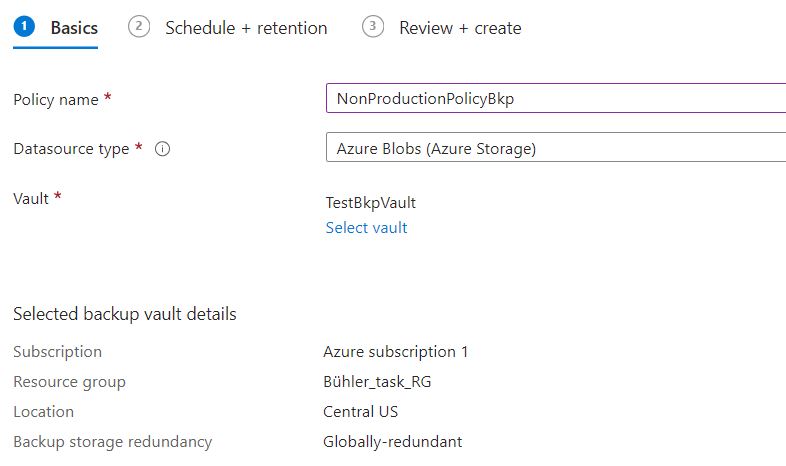 1 Basics 2 Schedule + retention 3 Review + create
Policy name * NonProductionPolicyBkp
Datasource type * Azure Blobs (Azure Storage)
Vault * TestBkpVault
Select vault
Selected backup vault details
Subscription Azure subscription 1
Resource group Bühler_task_RG
Location Central US
Backup storage redundancy Globally-redundant